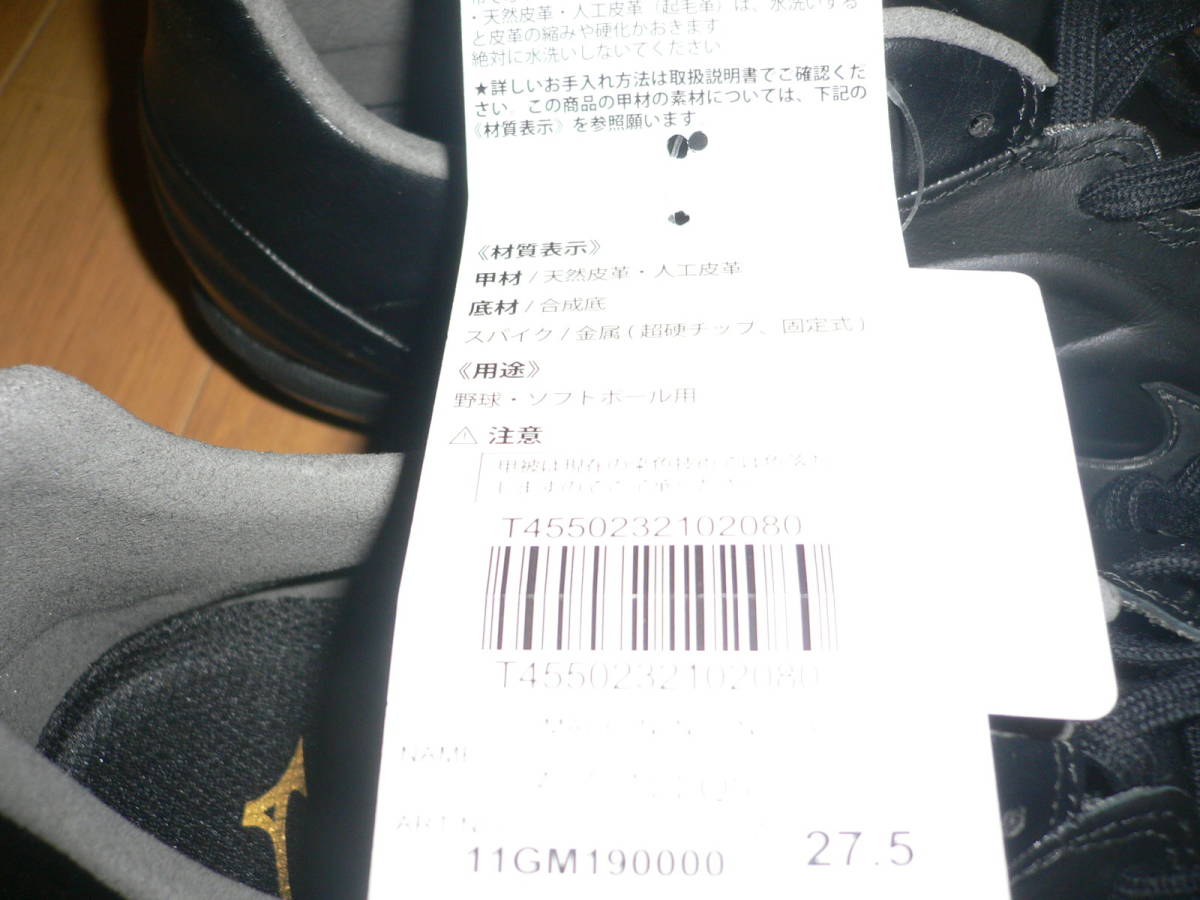 ・天然皮革・人工皮革（起毛革）は、水洗いする
と皮革の縮みや硬化がおきます
絶対に水洗いしないでください
★詳しいお手入れ方法は取扱説明書でご確認くだ
さい。この商品の甲材の素材については、下記の
《材質表示》を参照願います
《材質表示》
甲材 / 天然皮革・人工皮革
底材 / 合成底
スパイク / 金属 ( 超硬チップ、固定式 )
《用途》
野球・ソフトボール用
⚠ 注意
T4550232102080
T4550232102080
NAME
11GM190000 27.5